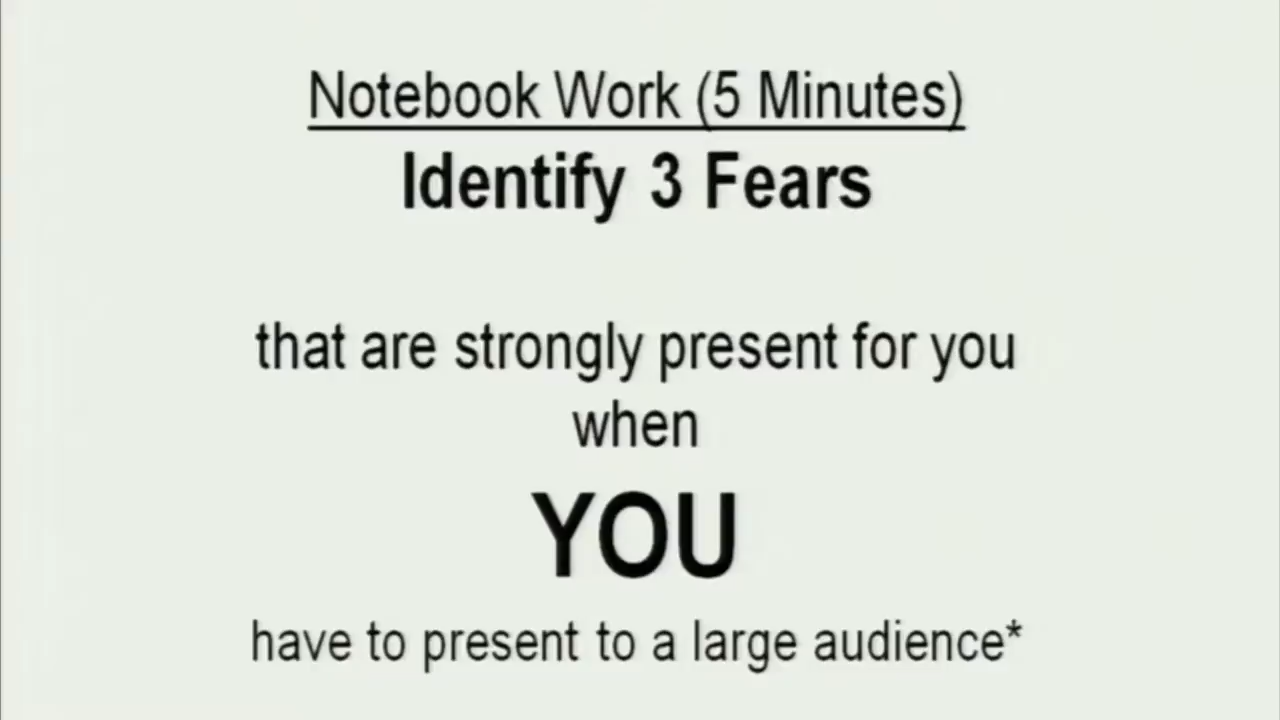 Notebook Work (5 Minutes)
Identify 3 Fears
that are strongly present for you
when
YOU
have to present to a large audience*